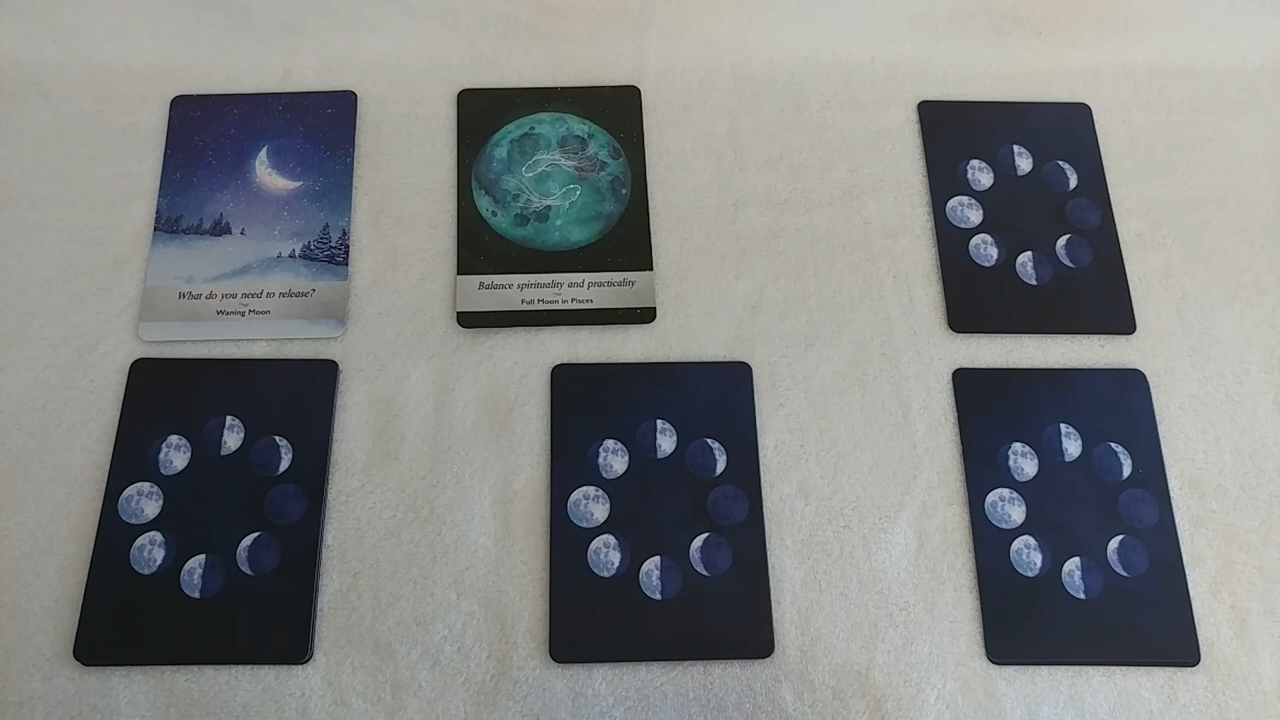 What do you need to release?
Waning Moon
Balance spirituality and practicality
Full Moon in Pisces